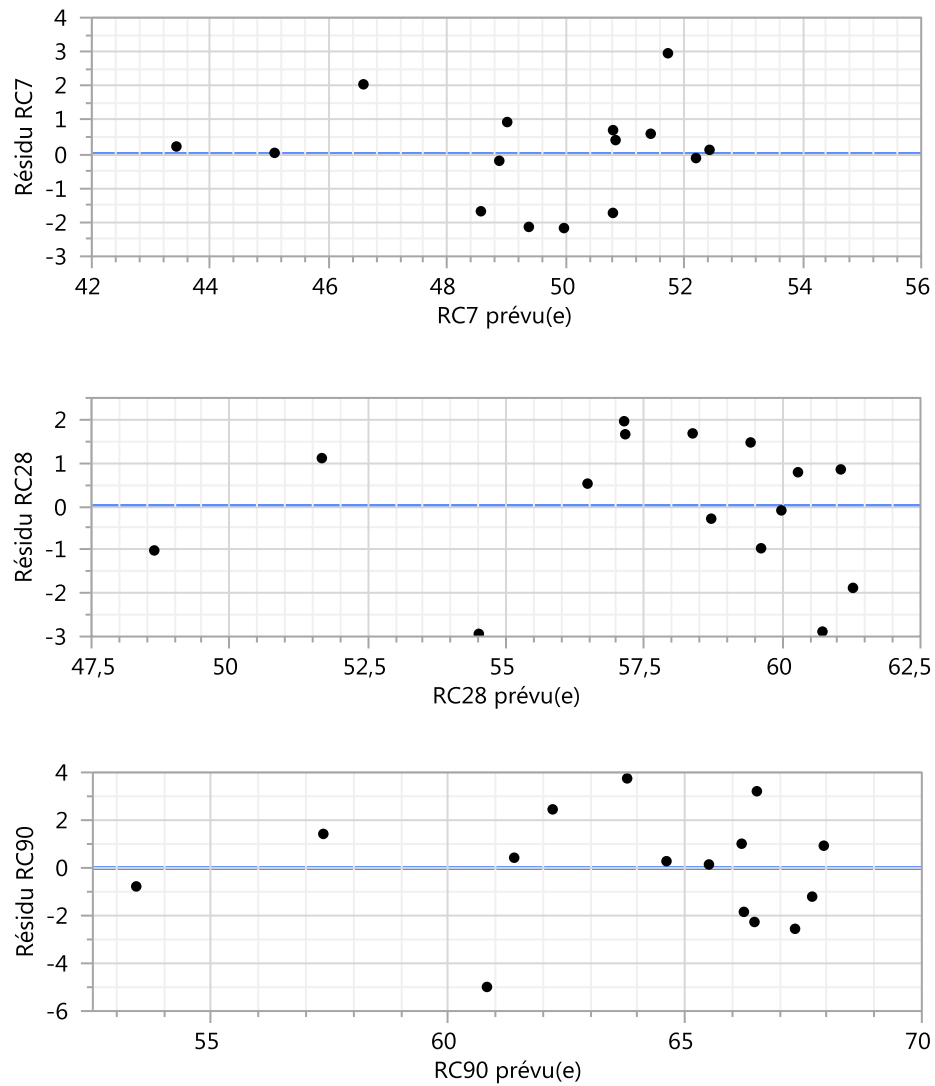 4
3
2
1
0
-1
-2
-3
Résidu RC7
42 44 46 48 50 52 54 56
RC7 prévu(e)
2
1
0
-1
-2
-3
Résidu RC28
47,5 50 52,5 55 57,5 60 62,5
RC28 prévu(e)
4
2
0
-2
-4
-6
Résidu RC90
55 60 65 70
RC90 prévu(e)